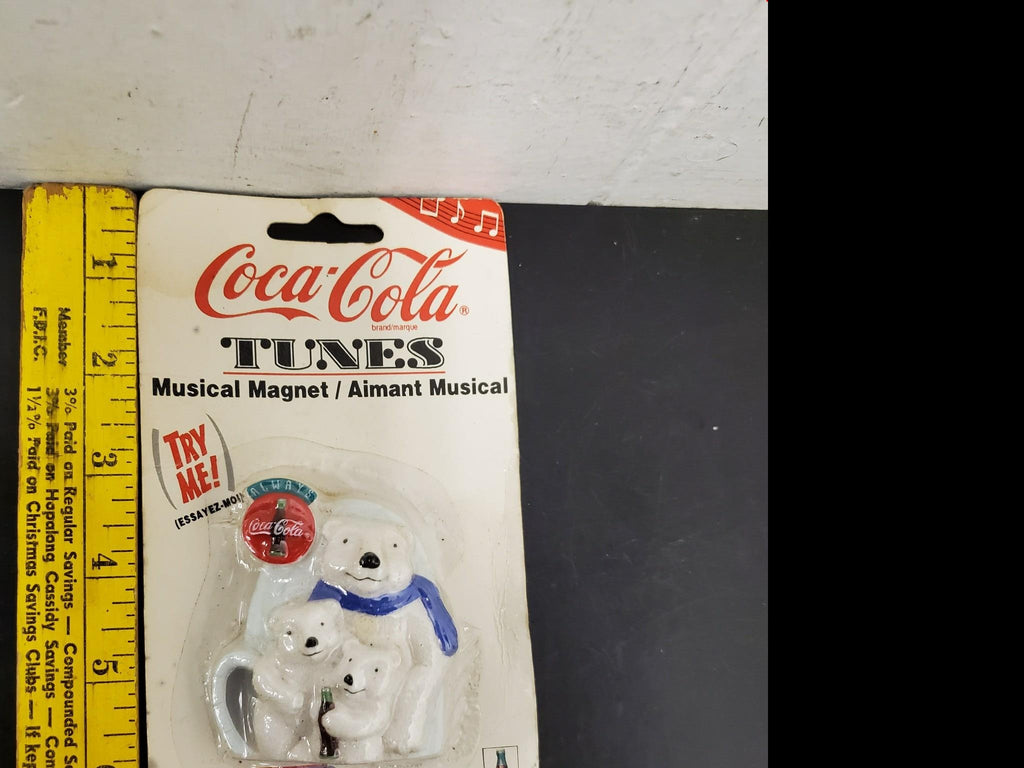 Coca-Cola®
brand/marque
TUNES
Musical Magnet / Aimant Musical
TRY
ME!
(ESSAYEZ-MOI)
ALWAYS
Coca-Cola
1
2
3
4
5
6
Member
F.D.I.C.
3% Paid on Regular Savings — Compounded
3% Paid on Hopalong Cassidy Savings —
1½% Paid on Christmas Savings Clubs — If